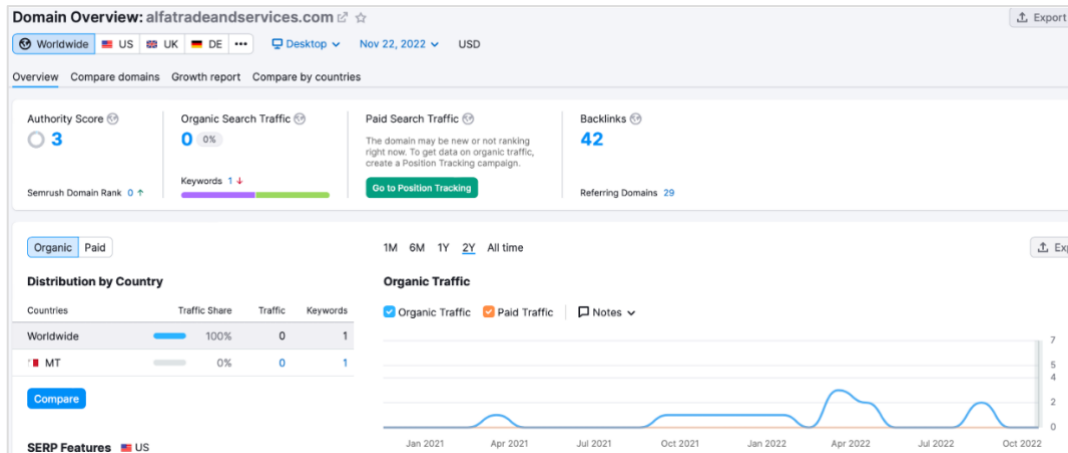 Domain Overview: alfatradeandservices.com
Export
Worldwide US UK DE ••• Desktop Nov 22, 2022 USD
Overview Compare domains Growth report Compare by countries
Authority Score
3
Semrush Domain Rank 0 ↑
Organic Search Traffic
0 0%
Keywords 1 ↓
Paid Search Traffic
The domain may be new or not ranking
right now. To get data on organic traffic,
create a Position Tracking campaign.
Go to Position Tracking
Backlinks
42
Referring Domains 29
Organic Paid
Distribution by Country
Countries Traffic Share Traffic Keywords
Worldwide 100% 0 1
MT 0% 0 1
Compare
SERP Features US
1M 6M 1Y 2Y All time
Exp
Organic Traffic
Organic Traffic Paid Traffic Notes
7
5
4
2
0
Jan 2021 Apr 2021 Jul 2021 Oct 2021 Jan 2022 Apr 2022 Jul 2022 Oct 2022